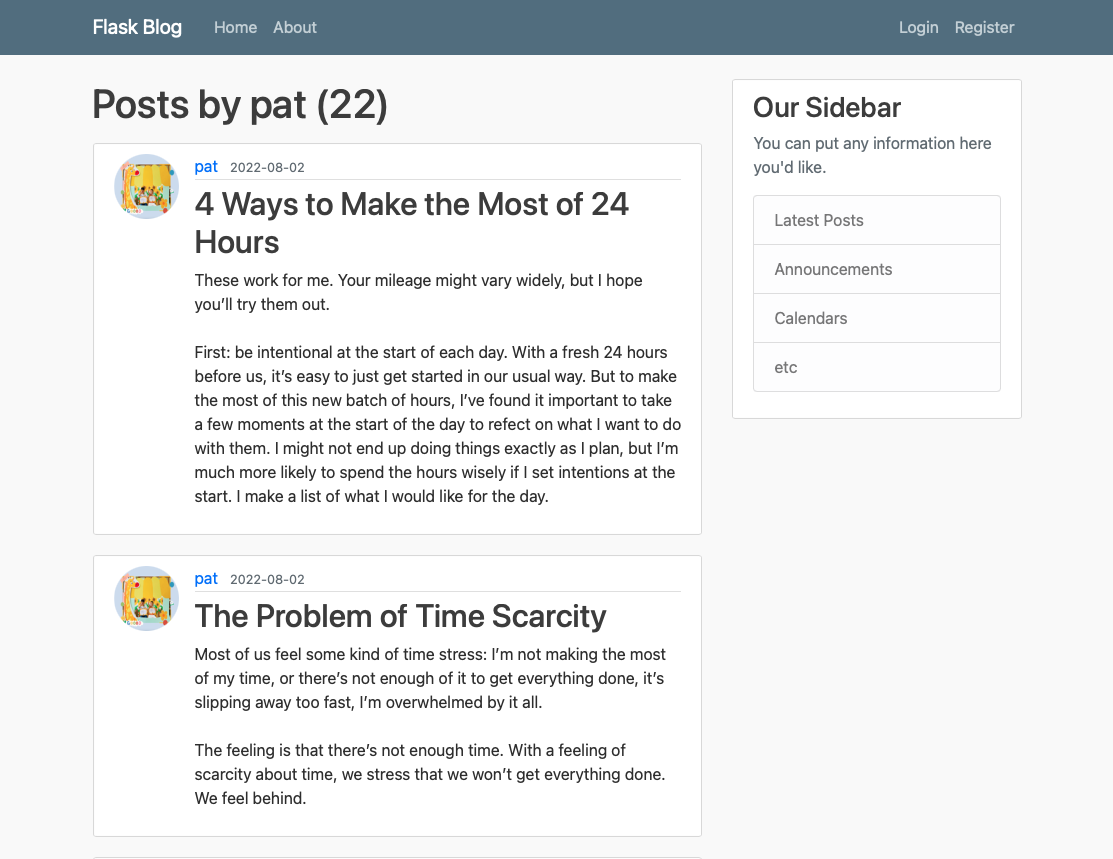 Flask Blog Home About Login Register
Posts by pat (22)
pat 2022-08-02
4 Ways to Make the Most of 24
Hours
These work for me. Your mileage might vary widely, but I hope
you’ll try them out.
First: be intentional at the start of each day. With a fresh 24 hours
before us, it’s easy to just get started in our usual way. But to make
the most of this new batch of hours, I’ve found it important to take
a few moments at the start of the day to refect on what I want to do
with them. I might not end up doing things exactly as I plan, but I’m
much more likely to spend the hours wisely if I set intentions at the
start. I make a list of what I would like for the day.
pat 2022-08-02
The Problem of Time Scarcity
Most of us feel some kind of time stress: I’m not making the most
of my time, or there’s not enough of it to get everything done, it’s
slipping away too fast, I’m overwhelmed by it all.
The feeling is that there’s not enough time. With a feeling of
scarcity about time, we stress that we won’t get everything done.
We feel behind.
Our Sidebar
You can put any information here
you'd like.
Latest Posts
Announcements
Calendars
etc